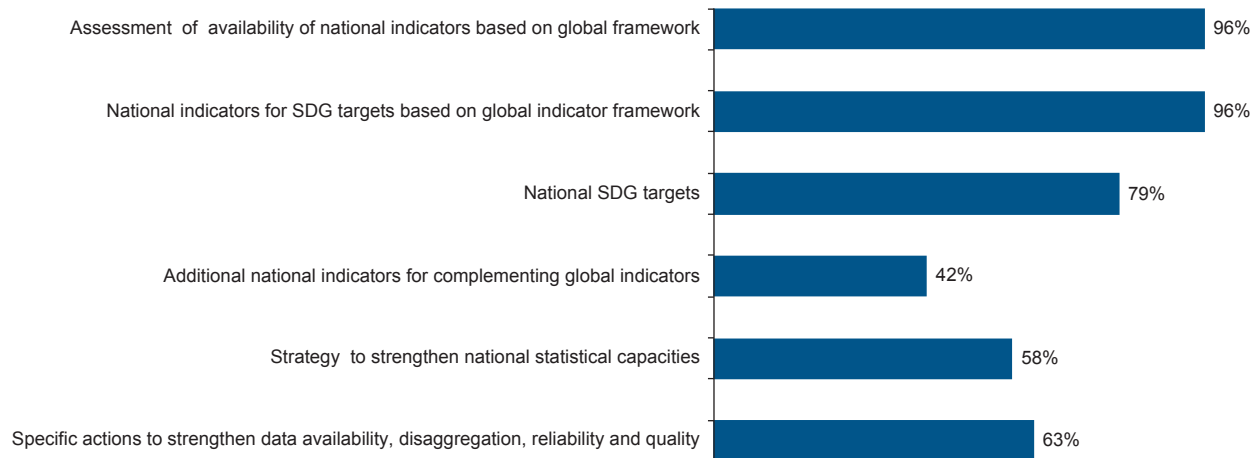 Assessment of availability of national indicators based on global framework 96%
National indicators for SDG targets based on global indicator framework 96%
National SDG targets 79%
Additional national indicators for complementing global indicators 42%
Strategy to strengthen national statistical capacities 58%
Specific actions to strengthen data availability, disaggregation, reliability and quality 63%